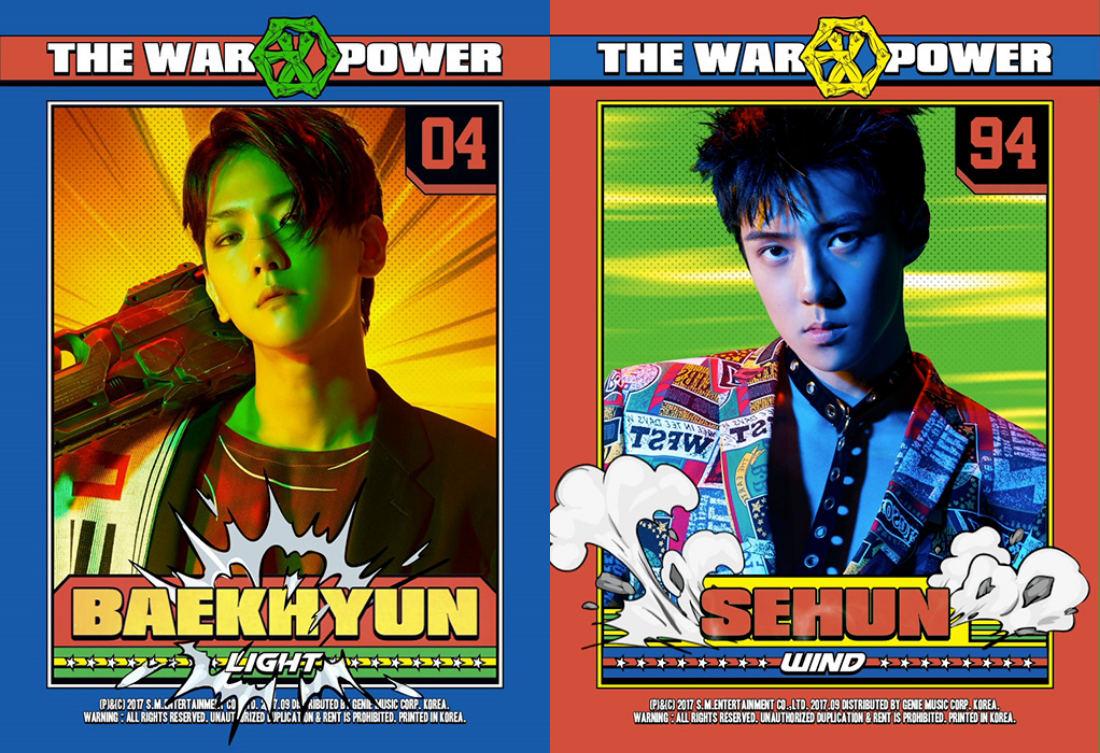 THE WAR POWER
04
BAEKHYUN
LIGHT
(P)&(C) 2017 S.M.ENTERTAINMENT CO.,LTD. 2017.09 DISTRIBUTED BY GENIE MUSIC CORP. KOREA.
WARNING : ALL RIGHTS RESERVED. UNAUTHORIZED DUPLICATION & RENT IS PROHIBITED. PRINTED IN KOREA.
THE WAR POWER
94
WEST
SEHUN
WIND
(P)&(C) 2017 S.M.ENTERTAINMENT CO.,LTD. 2017.09 DISTRIBUTED BY GENIE MUSIC CORP. KOREA.
WARNING : ALL RIGHTS RESERVED. UNAUTHORIZED DUPLICATION & RENT IS PROHIBITED. PRINTED IN KOREA.